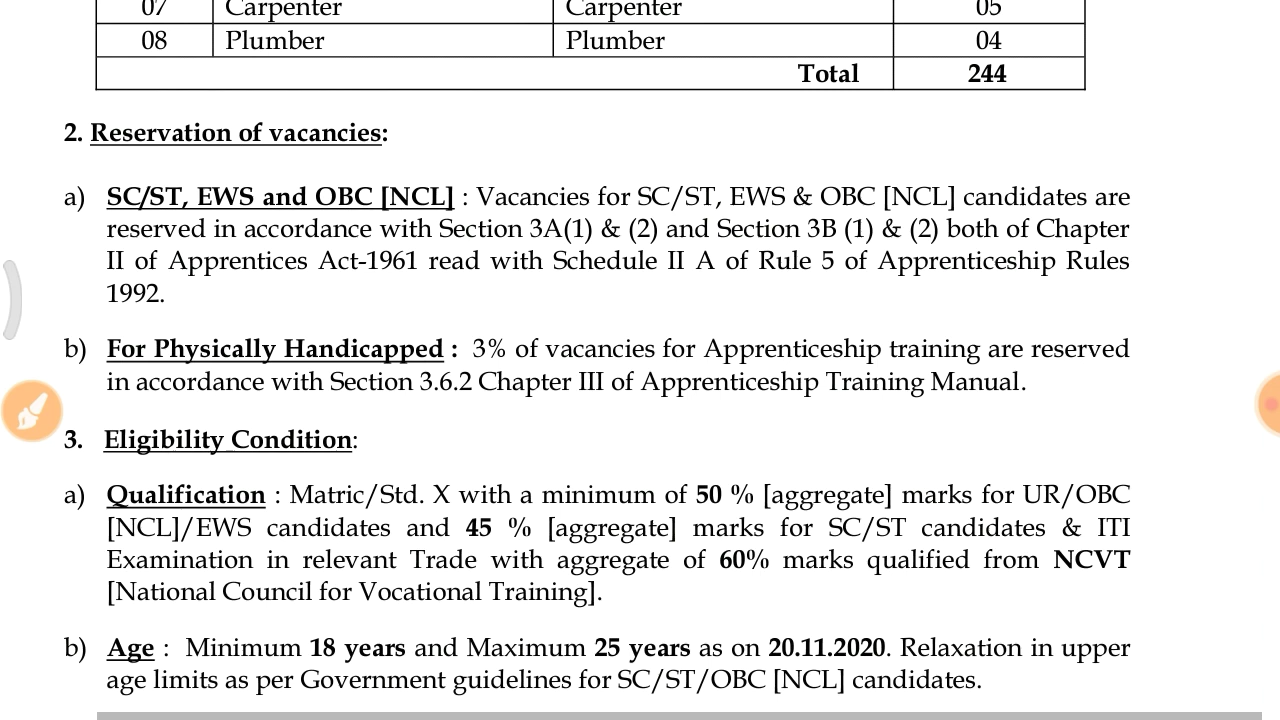 07 Carpenter Carpenter 05
08 Plumber Plumber 04
Total 244
2. Reservation of vacancies:
a) SC/ST, EWS and OBC [NCL] : Vacancies for SC/ST, EWS & OBC [NCL] candidates are
reserved in accordance with Section 3A(1) & (2) and Section 3B (1) & (2) both of Chapter
II of Apprentices Act-1961 read with Schedule II A of Rule 5 of Apprenticeship Rules
1992.
b) For Physically Handicapped : 3% of vacancies for Apprenticeship training are reserved
in accordance with Section 3.6.2 Chapter III of Apprenticeship Training Manual.
3. Eligibility Condition:
a) Qualification : Matric/Std. X with a minimum of 50 % [aggregate] marks for UR/OBC
[NCL]/EWS candidates and 45 % [aggregate] marks for SC/ST candidates & ITI
Examination in relevant Trade with aggregate of 60% marks qualified from NCVT
[National Council for Vocational Training].
b) Age : Minimum 18 years and Maximum 25 years as on 20.11.2020. Relaxation in upper
age limits as per Government guidelines for SC/ST/OBC [NCL] candidates.